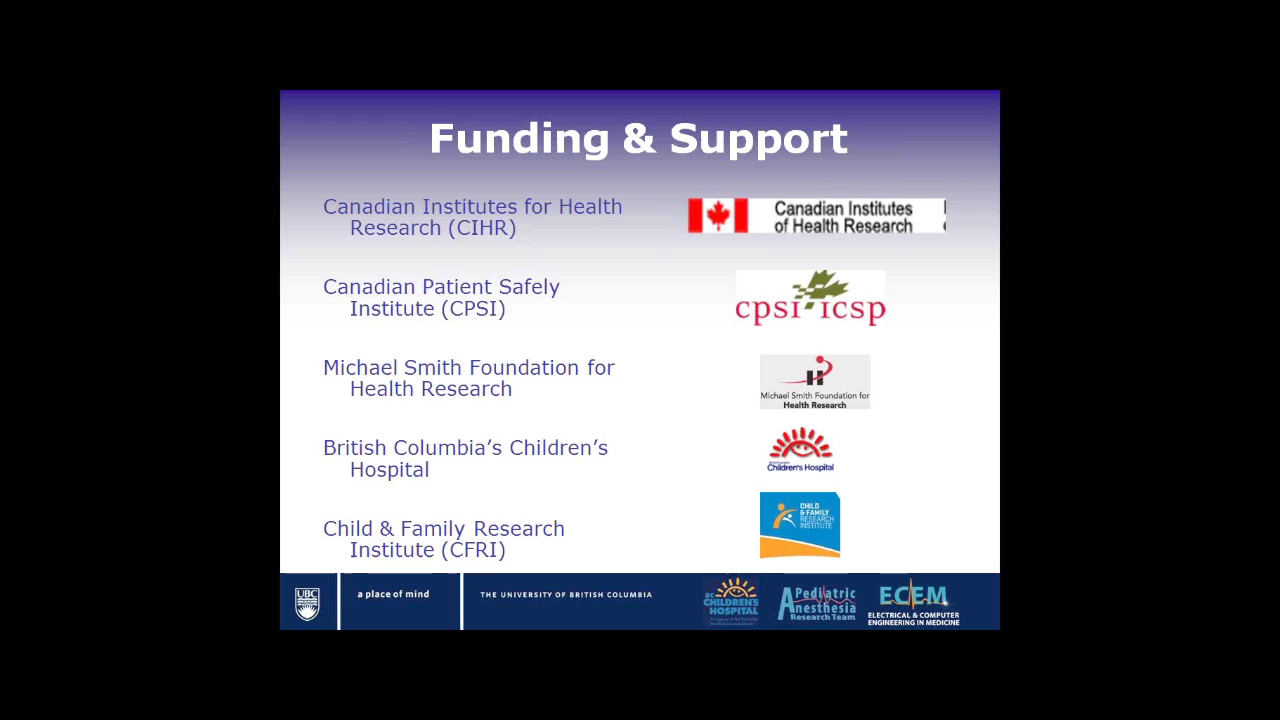 Funding & Support
Canadian Institutes for Health
Research (CIHR)
Canadian Institutes
of Health Research
Canadian Patient Safely
Institute (CPSI)
cpsi icsp
Michael Smith Foundation for
Health Research
Michael Smith Foundation for
Health Research
British Columbia’s Children’s
Hospital
Children's Hospital
Child & Family Research
Institute (CFRI)
CHILD
& FAMILY
RESEARCH
INSTITUTE
UBC
a place of mind
THE UNIVERSITY OF BRITISH COLUMBIA
BC
CHILDREN'S
HOSPITAL
Pediatric
Anesthesia
Research Team
ECEM
ELECTRICAL & COMPUTER
ENGINEERING IN MEDICINE